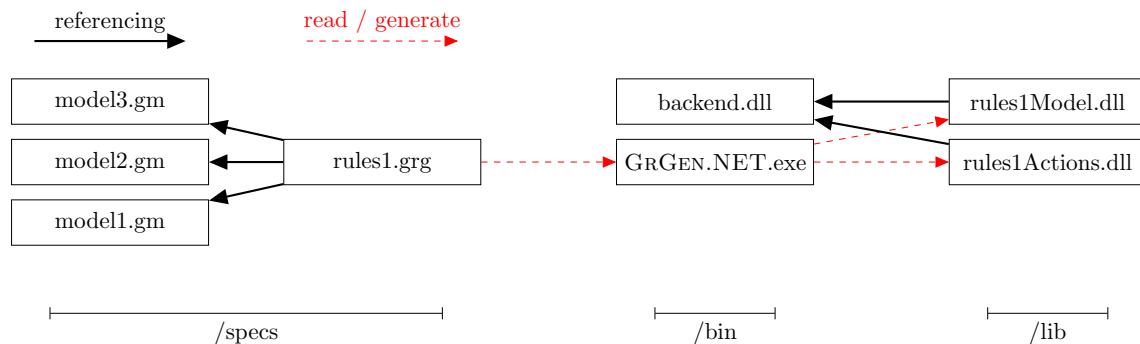 referencing
read / generate
model3.gm
backend.dll
rules1Model.dll
model2.gm
rules1.grg
GRGEN.NET.exe
rules1Actions.dll
model1.gm
/specs
/bin
/lib